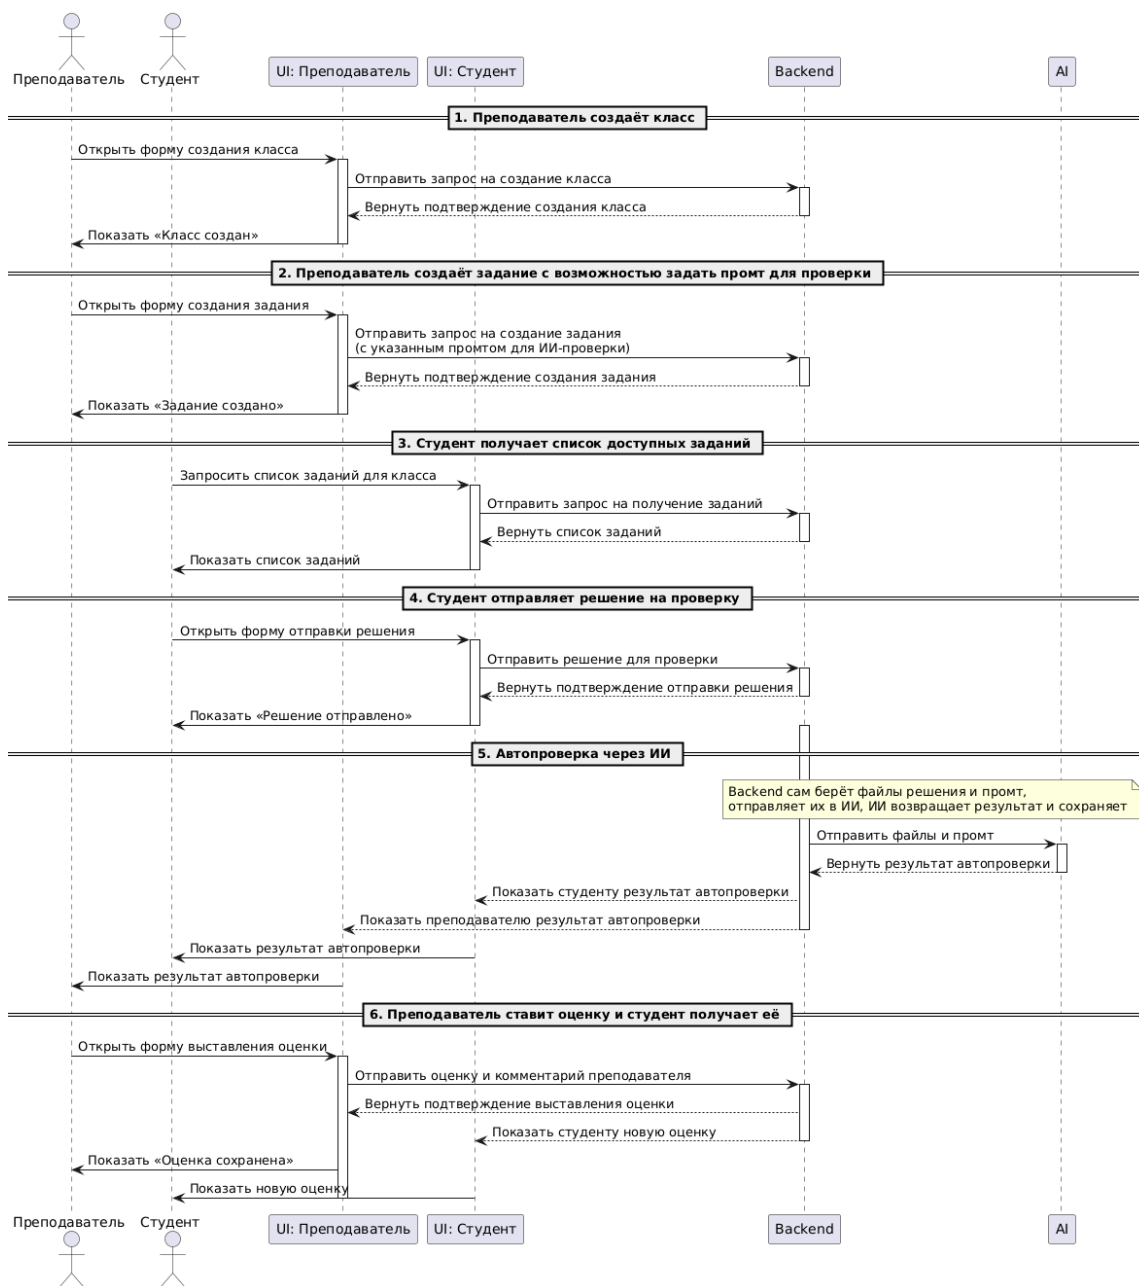 Преподаватель
Студент
UI: Преподаватель
UI: Студент
Backend
AI
1. Преподаватель создаёт класс
Открыть форму создания класса
Отправить запрос на создание класса
Вернуть подтверждение создания класса
Показать «Класс создан»
2. Преподаватель создаёт задание с возможностью задать промт для проверки
Открыть форму создания задания
Отправить запрос на создание задания
(с указанным промтом для ИИ-проверки)
Вернуть подтверждение создания задания
Показать «Задание создано»
3. Студент получает список доступных заданий
Запросить список заданий для класса
Отправить запрос на получение заданий
Вернуть список заданий
Показать список заданий
4. Студент отправляет решение на проверку
Открыть форму отправки решения
Отправить решение для проверки
Вернуть подтверждение отправки решения
Показать «Решение отправлено»
5. Автопроверка через ИИ
Backend сам берёт файлы решения и промт,
отправляет их в ИИ, ИИ возвращает результат и сохраняет
Отправить файлы и промт
Вернуть результат автопроверки
Показать студенту результат автопроверки
Показать преподавателю результат автопроверки
Показать результат автопроверки
Показать результат автопроверки
6. Преподаватель ставит оценку и студент получает её
Открыть форму выставления оценки
Отправить оценку и комментарий преподавателя
Вернуть подтверждение выставления оценки
Показать студенту новую оценку
Показать «Оценка сохранена»
Показать новую оценку
Преподаватель
Студент
UI: Преподаватель
UI: Студент
Backend
AI